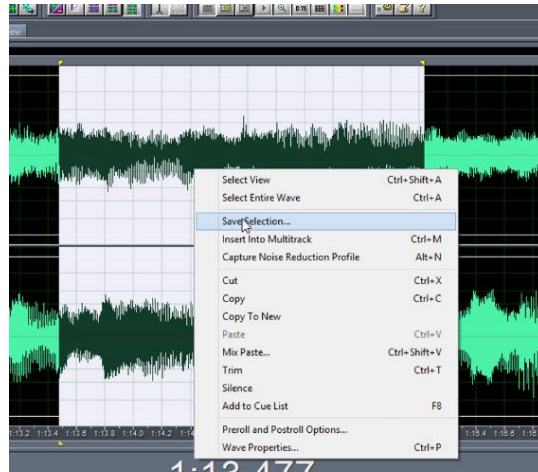 Select View Ctrl+Shift+A
Select Entire Wave Ctrl+A
Save Selection...
Insert Into Multitrack Ctrl+M
Capture Noise Reduction Profile Alt+N
Cut Ctrl+X
Copy Ctrl+C
Copy To New
Paste Ctrl+V
Mix Paste... Ctrl+Shift+V
Trim Ctrl+T
Silence
Add to Cue List F8
Preroll and Postroll Options...
Wave Properties... Ctrl+P
1:13.2 1:13.4 1:13.6 1:13.8 1:14.0 1:14.2 1:15.4 1:15.6
1:13.477